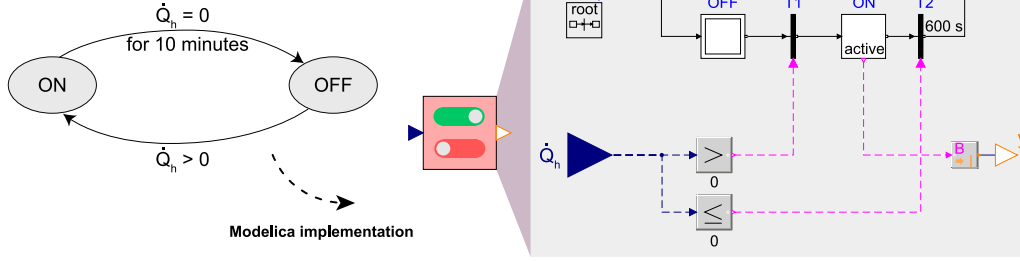 Q̇h = 0
for 10 minutes
ON
OFF
Q̇h > 0
Modelica implementation
root
OFF
T1
ON
T2
active
600 s
Q̇h
>
0
≤
0
B
⇒ I